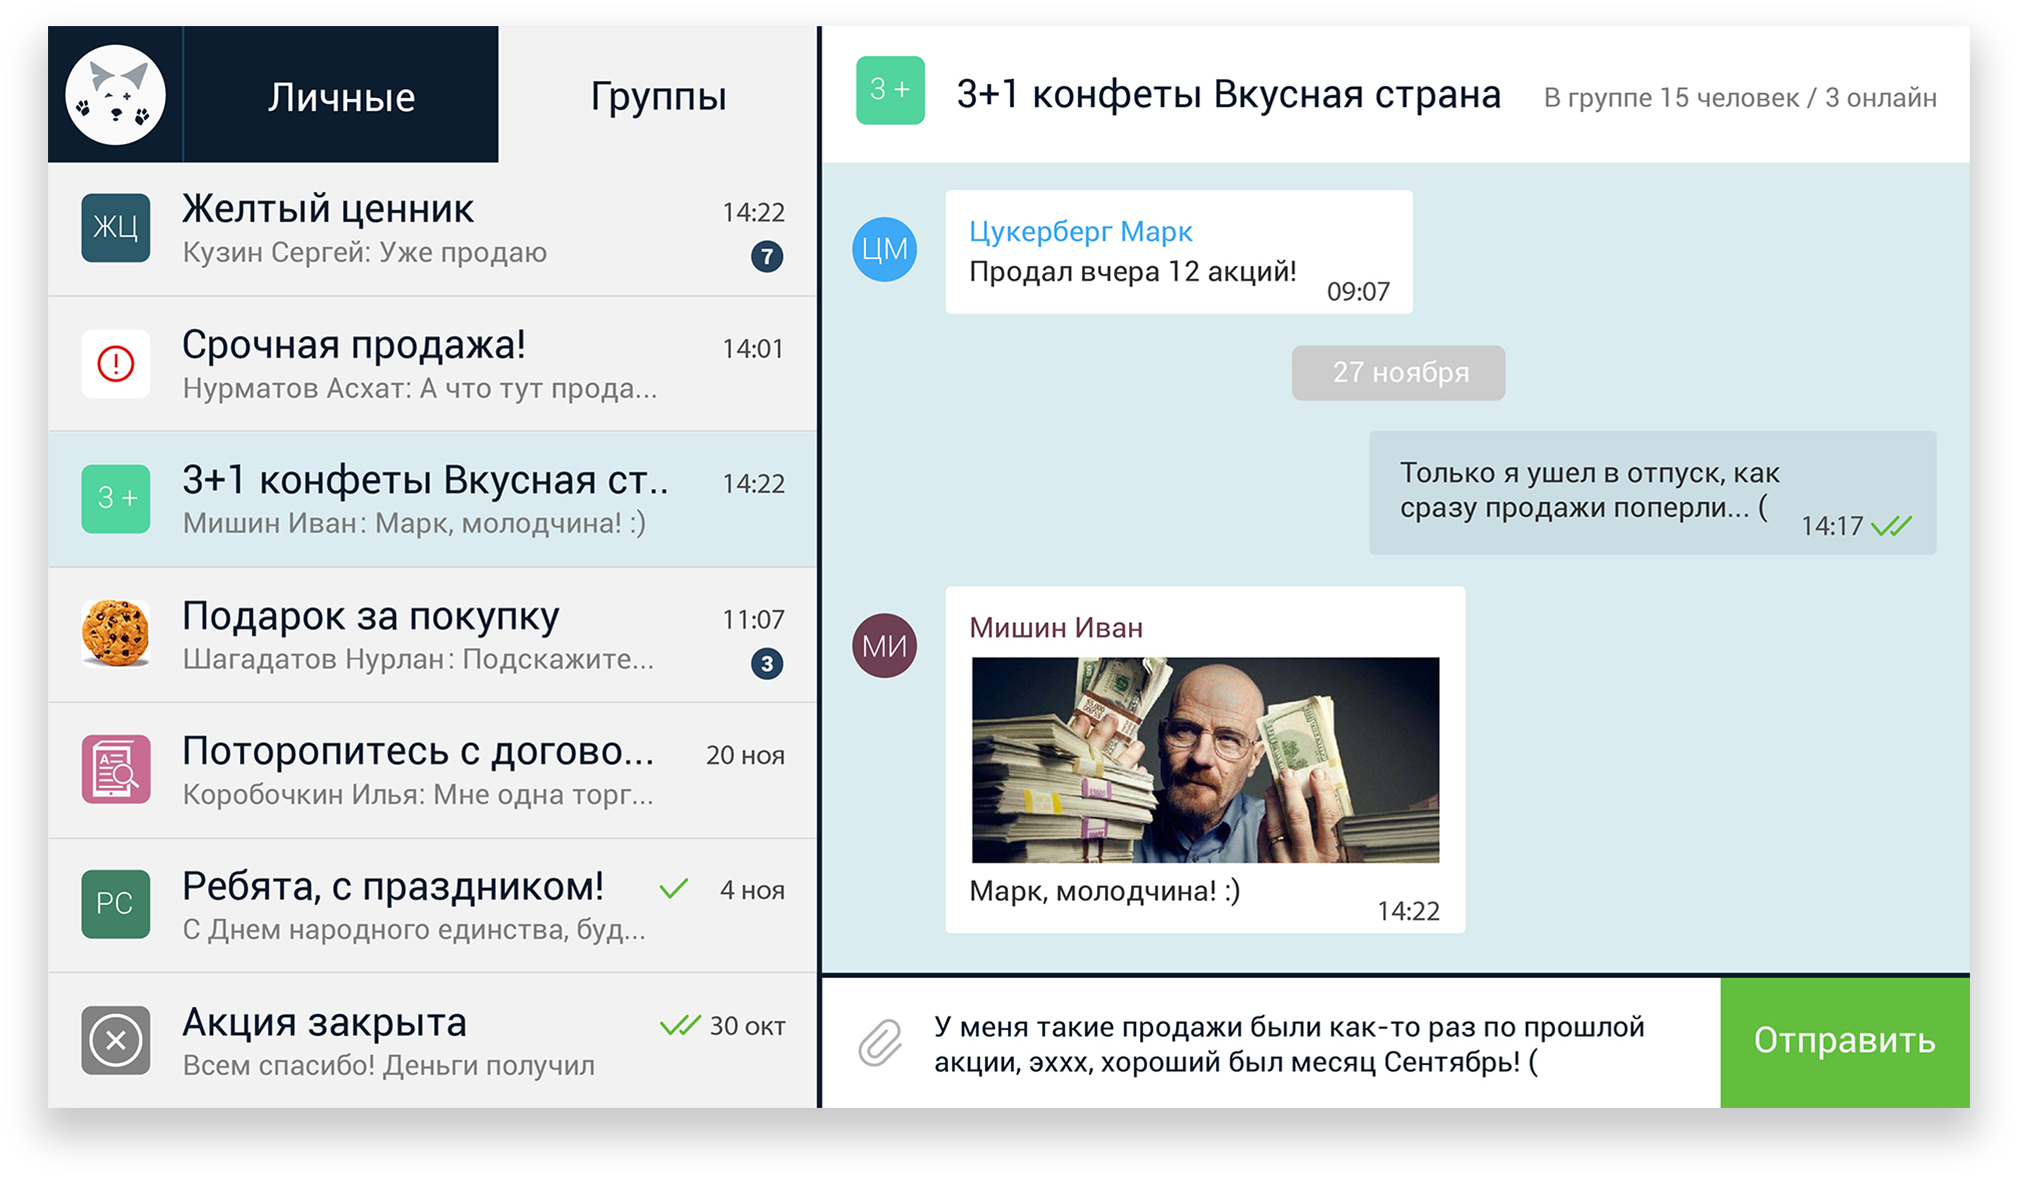 Личные
Группы
ЖЦ
Желтый ценник
14:22
Кузин Сергей: Уже продаю
7
Срочная продажа!
14:01
Нурматов Асхат: А что тут прода...
3 +
3+1 конфеты Вкусная ст..
14:22
Мишин Иван: Марк, молодчина! :)
Подарок за покупку
11:07
Шагадатов Нурлан: Подскажите...
3
Поторопитесь с догово...
20 ноя
Коробочкин Илья: Мне одна торг...
РС
Ребята, с праздником!
4 ноя
С Днем народного единства, буд...
Акция закрыта
30 окт
Всем спасибо! Деньги получил
3 +
3+1 конфеты Вкусная страна
В группе 15 человек / 3 онлайн
ЦМ
Цукерберг Марк
Продал вчера 12 акций!
09:07
27 ноября
Только я ушел в отпуск, как
сразу продажи поперли... (
14:17
МИ
Мишин Иван
Марк, молодчина! :)
14:22
У меня такие продажи были как-то раз по прошлой
акции, эххх, хороший был месяц Сентябрь! (
Отправить